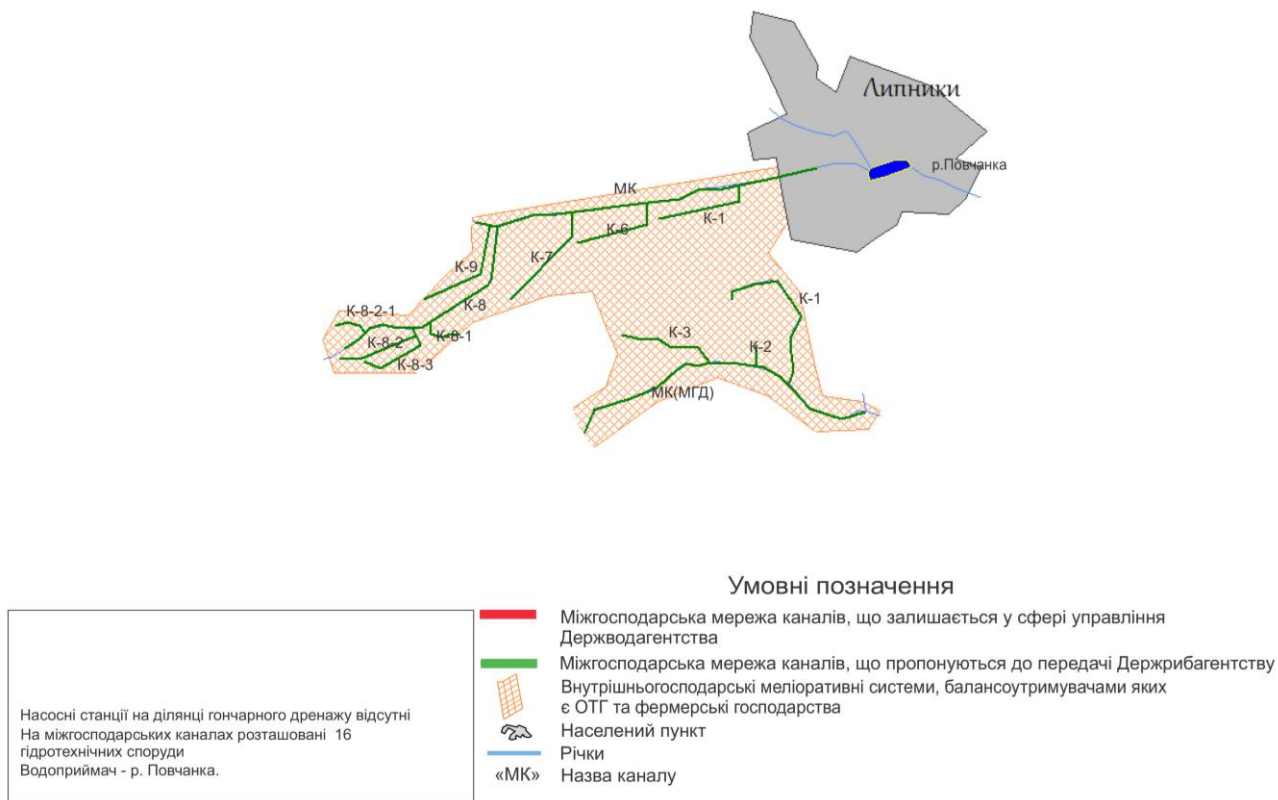 Липники
р.Повчанка
МК
К-1
К-6
К-7
К-9
К-8
К-1
К-8-2-1
К-8-1
К-3
К-2
К-8-2
К-8-3
МК(МГД)
Умовні позначення
Міжгосподарська мережа каналів, що залишається у сфері управління
Держводагентства
Міжгосподарська мережа каналів, що пропонуються до передачі Держрибагентству
Внутрішньогосподарські меліоративні системи, балансоутримувачами яких
є ОТГ та фермерські господарства
Населений пункт
Річки
«МК» Назва каналу
Насосні станції на ділянці гончарного дренажу відсутні
На міжгосподарських каналах розташовані 16
гідротехнічних споруди
Водоприймач - р. Повчанка.